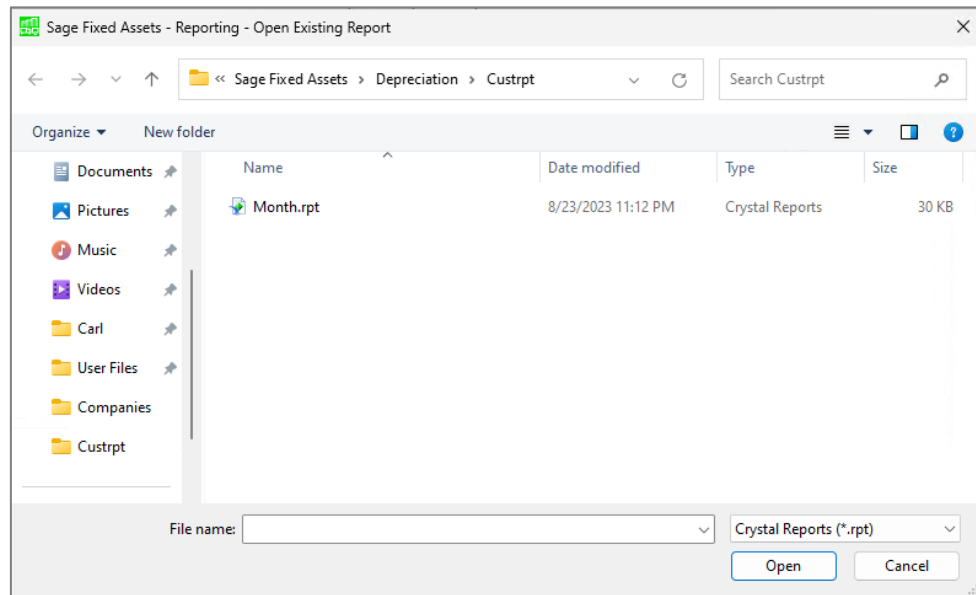 Sage Fixed Assets - Reporting - Open Existing Report
« Sage Fixed Assets > Depreciation > Custrpt
Search Custrpt
Organize
New folder
?
Name
Date modified
Type
Size
Documents
Month.rpt
8/23/2023 11:12 PM
Crystal Reports
30 KB
Pictures
Music
Videos
Carl
User Files
Companies
Custrpt
File name:
Crystal Reports (*.rpt)
Open
Cancel